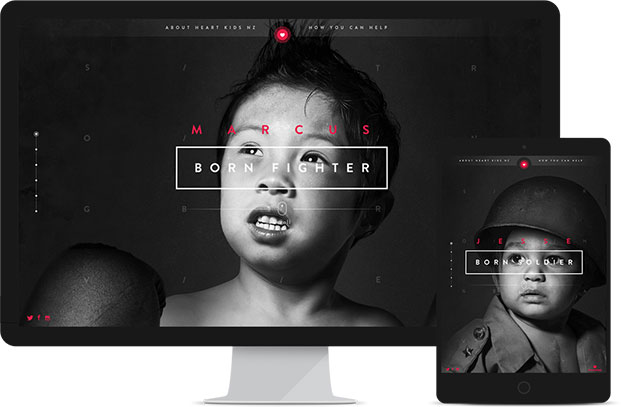 ABOUT HEART KIDS NZ
HOW YOU CAN HELP
MARCUS
BORN FIGHTER
ABOUT HEART KIDS NZ
HOW YOU CAN HELP
BORN SOLDIER